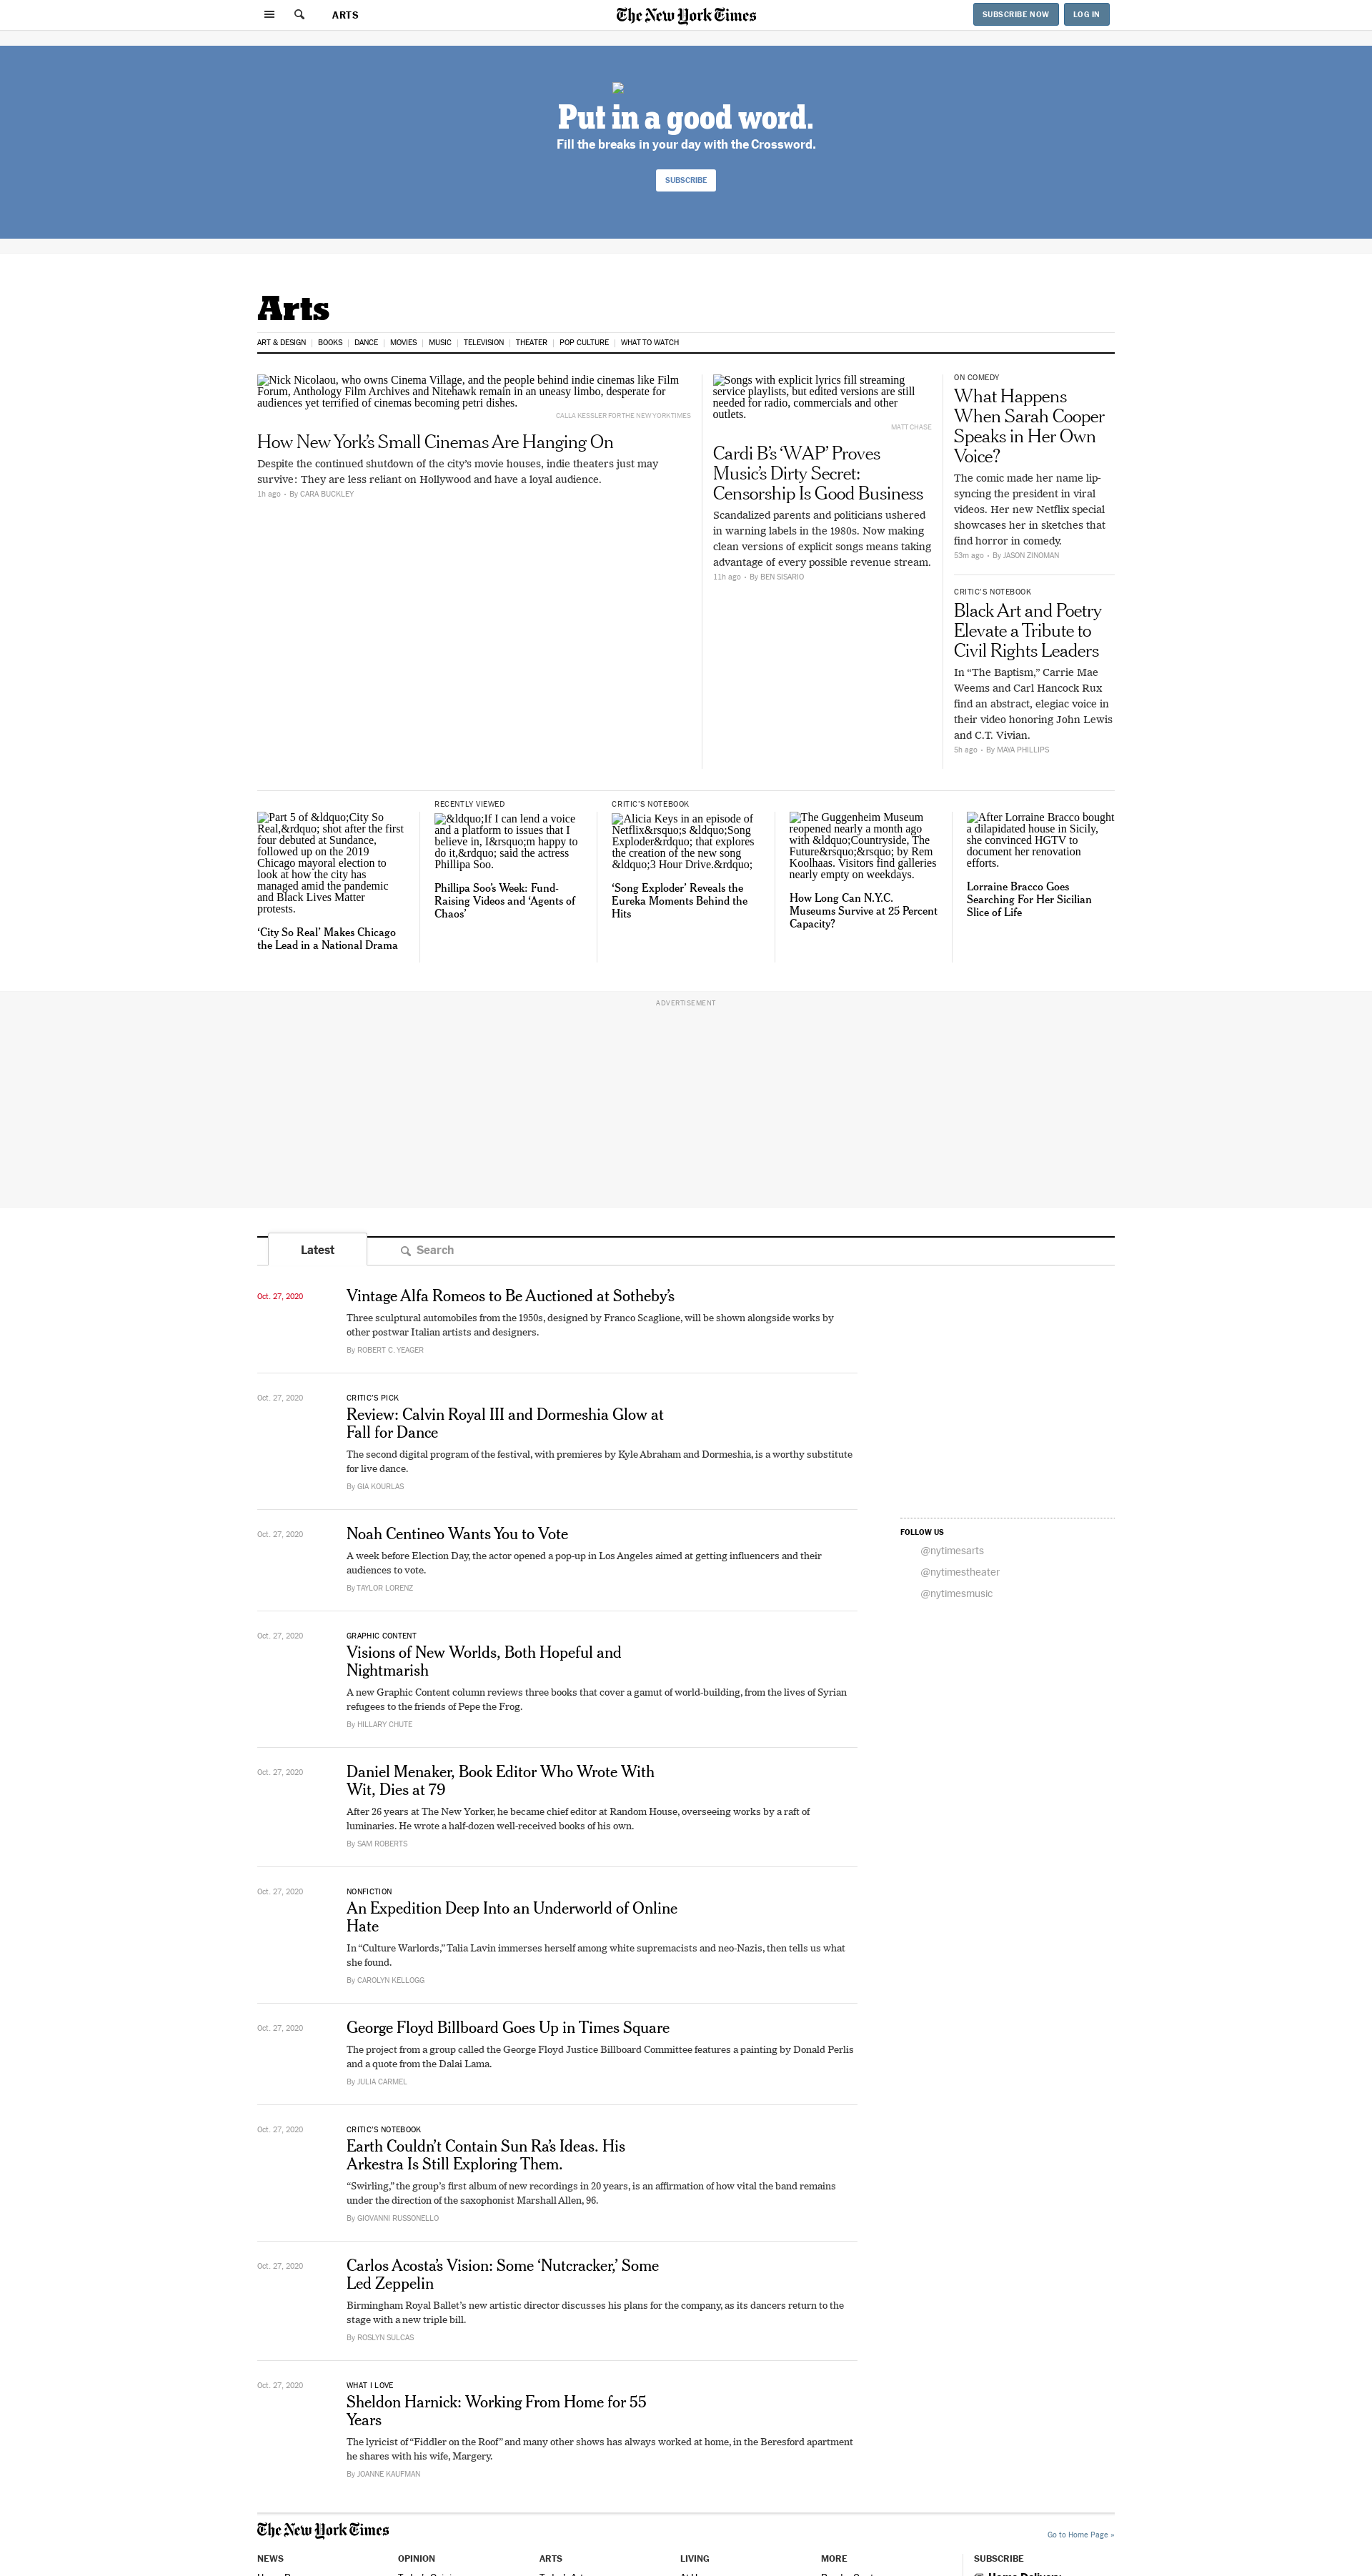 ARTS
The New York Times
SUBSCRIBE NOW
LOG IN
Put in a good word.
Fill the breaks in your day with the Crossword.
SUBSCRIBE
Arts
ART & DESIGN
BOOKS
DANCE
MOVIES
MUSIC
TELEVISION
THEATER
POP CULTURE
WHAT TO WATCH
Nick Nicolaou, who owns Cinema Village, and the people behind indie cinemas like Film
Forum, Anthology Film Archives and Nitehawk remain in an uneasy limbo, desperate for
audiences yet terrified of cinemas becoming petri dishes.
CALLA KESSLER FOR THE NEW YORK TIMES
How New York’s Small Cinemas Are Hanging On
Despite the continued shutdown of the city’s movie houses, indie theaters just may
survive: They are less reliant on Hollywood and have a loyal audience.
1h ago • By CARA BUCKLEY
Songs with explicit lyrics fill streaming
service playlists, but edited versions are still
needed for radio, commercials and other
outlets.
MATT CHASE
Cardi B’s ‘WAP’ Proves
Music’s Dirty Secret:
Censorship Is Good Business
Scandalized parents and politicians ushered
in warning labels in the 1980s. Now making
clean versions of explicit songs means taking
advantage of every possible revenue stream.
11h ago • By BEN SISARIO
ON COMEDY
What Happens
When Sarah Cooper
Speaks in Her Own
Voice?
The comic made her name lip-
syncing the president in viral
videos. Her new Netflix special
showcases her in sketches that
find horror in comedy.
53m ago • By JASON ZINOMAN
CRITIC’S NOTEBOOK
Black Art and Poetry
Elevate a Tribute to
Civil Rights Leaders
In “The Baptism,” Carrie Mae
Weems and Carl Hancock Rux
find an abstract, elegiac voice in
their video honoring John Lewis
and C.T. Vivian.
5h ago • By MAYA PHILLIPS
Part 5 of &ldquo;City So
Real,&rdquo; shot after the first
four debuted at Sundance,
followed up on the 2019
Chicago mayoral election to
look at how the city has
managed amid the pandemic
and Black Lives Matter
protests.
‘City So Real’ Makes Chicago
the Lead in a National Drama
RECENTLY VIEWED
&ldquo;If I can lend a voice
and a platform to issues that I
believe in, I&rsquo;m happy to
do it,&rdquo; said the actress
Phillipa Soo.
Phillipa Soo’s Week: Fund-
Raising Videos and ‘Agents of
Chaos’
CRITIC’S NOTEBOOK
Alicia Keys in an episode of
Netflix&rsquo;s &ldquo;Song
Exploder&rdquo; that explores
the creation of the new song
&ldquo;3 Hour Drive.&rdquo;
‘Song Exploder’ Reveals the
Eureka Moments Behind the
Hits
The Guggenheim Museum
reopened nearly a month ago
with &ldquo;Countryside, The
Future&rsquo;&rsquo; by Rem
Koolhaas. Visitors find galleries
nearly empty on weekdays.
How Long Can N.Y.C.
Museums Survive at 25 Percent
Capacity?
After Lorraine Bracco bought
a dilapidated house in Sicily,
she convinced HGTV to
document her renovation
efforts.
Lorraine Bracco Goes
Searching For Her Sicilian
Slice of Life
ADVERTISEMENT
Latest
Search
Oct. 27, 2020
Vintage Alfa Romeos to Be Auctioned at Sotheby’s
Three sculptural automobiles from the 1950s, designed by Franco Scaglione, will be shown alongside works by
other postwar Italian artists and designers.
By ROBERT C. YEAGER
Oct. 27, 2020
CRITIC’S PICK
Review: Calvin Royal III and Dormeshia Glow at
Fall for Dance
The second digital program of the festival, with premieres by Kyle Abraham and Dormeshia, is a worthy substitute
for live dance.
By GIA KOURLAS
Oct. 27, 2020
Noah Centineo Wants You to Vote
A week before Election Day, the actor opened a pop-up in Los Angeles aimed at getting influencers and their
audiences to vote.
By TAYLOR LORENZ
FOLLOW US
@nytimesarts
@nytimestheater
@nytimesmusic
Oct. 27, 2020
GRAPHIC CONTENT
Visions of New Worlds, Both Hopeful and
Nightmarish
A new Graphic Content column reviews three books that cover a gamut of world-building, from the lives of Syrian
refugees to the friends of Pepe the Frog.
By HILLARY CHUTE
Oct. 27, 2020
Daniel Menaker, Book Editor Who Wrote With
Wit, Dies at 79
After 26 years at The New Yorker, he became chief editor at Random House, overseeing works by a raft of
luminaries. He wrote a half-dozen well-received books of his own.
By SAM ROBERTS
Oct. 27, 2020
NONFICTION
An Expedition Deep Into an Underworld of Online
Hate
In “Culture Warlords,” Talia Lavin immerses herself among white supremacists and neo-Nazis, then tells us what
she found.
By CAROLYN KELLOGG
Oct. 27, 2020
George Floyd Billboard Goes Up in Times Square
The project from a group called the George Floyd Justice Billboard Committee features a painting by Donald Perlis
and a quote from the Dalai Lama.
By JULIA CARMEL
Oct. 27, 2020
CRITIC’S NOTEBOOK
Earth Couldn’t Contain Sun Ra’s Ideas. His
Arkestra Is Still Exploring Them.
“Swirling,” the group’s first album of new recordings in 20 years, is an affirmation of how vital the band remains
under the direction of the saxophonist Marshall Allen, 96.
By GIOVANNI RUSSONELLO
Oct. 27, 2020
Carlos Acosta’s Vision: Some ‘Nutcracker,’ Some
Led Zeppelin
Birmingham Royal Ballet’s new artistic director discusses his plans for the company, as its dancers return to the
stage with a new triple bill.
By ROSLYN SULCAS
Oct. 27, 2020
WHAT I LOVE
Sheldon Harnick: Working From Home for 55
Years
The lyricist of “Fiddler on the Roof” and many other shows has always worked at home, in the Beresford apartment
he shares with his wife, Margery.
By JOANNE KAUFMAN
The New York Times
Go to Home Page »
NEWS
OPINION
ARTS
LIVING
MORE
SUBSCRIBE